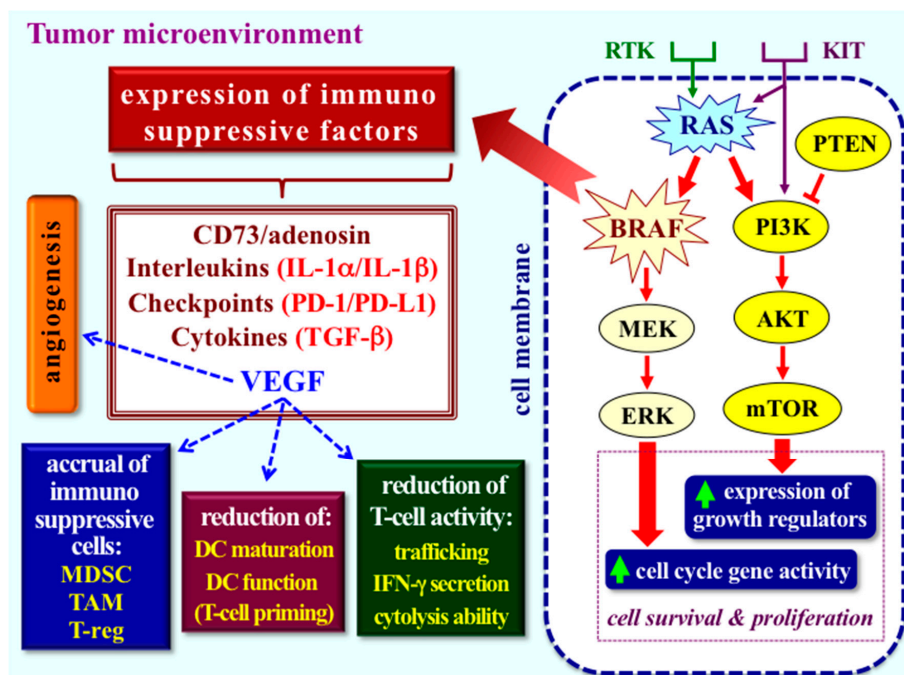 Tumor microenvironment
expression of immuno
suppressive factors
angiogenesis
CD73/adenosin
Interleukins (IL-1α/IL-1β)
Checkpoints (PD-1/PD-L1)
Cytokines (TGF-β)
VEGF
accrual of
immuno
suppressive
cells:
MDSC
TAM
T-reg
reduction of:
DC maturation
DC function
(T-cell priming)
reduction of
T-cell activity:
trafficking
IFN-γ secretion
cytolysis ability
cell membrane
RTK
KIT
RAS
PTEN
BRAF
PI3K
MEK
AKT
ERK
mTOR
expression of
growth regulators
cell cycle gene activity
cell survival & proliferation